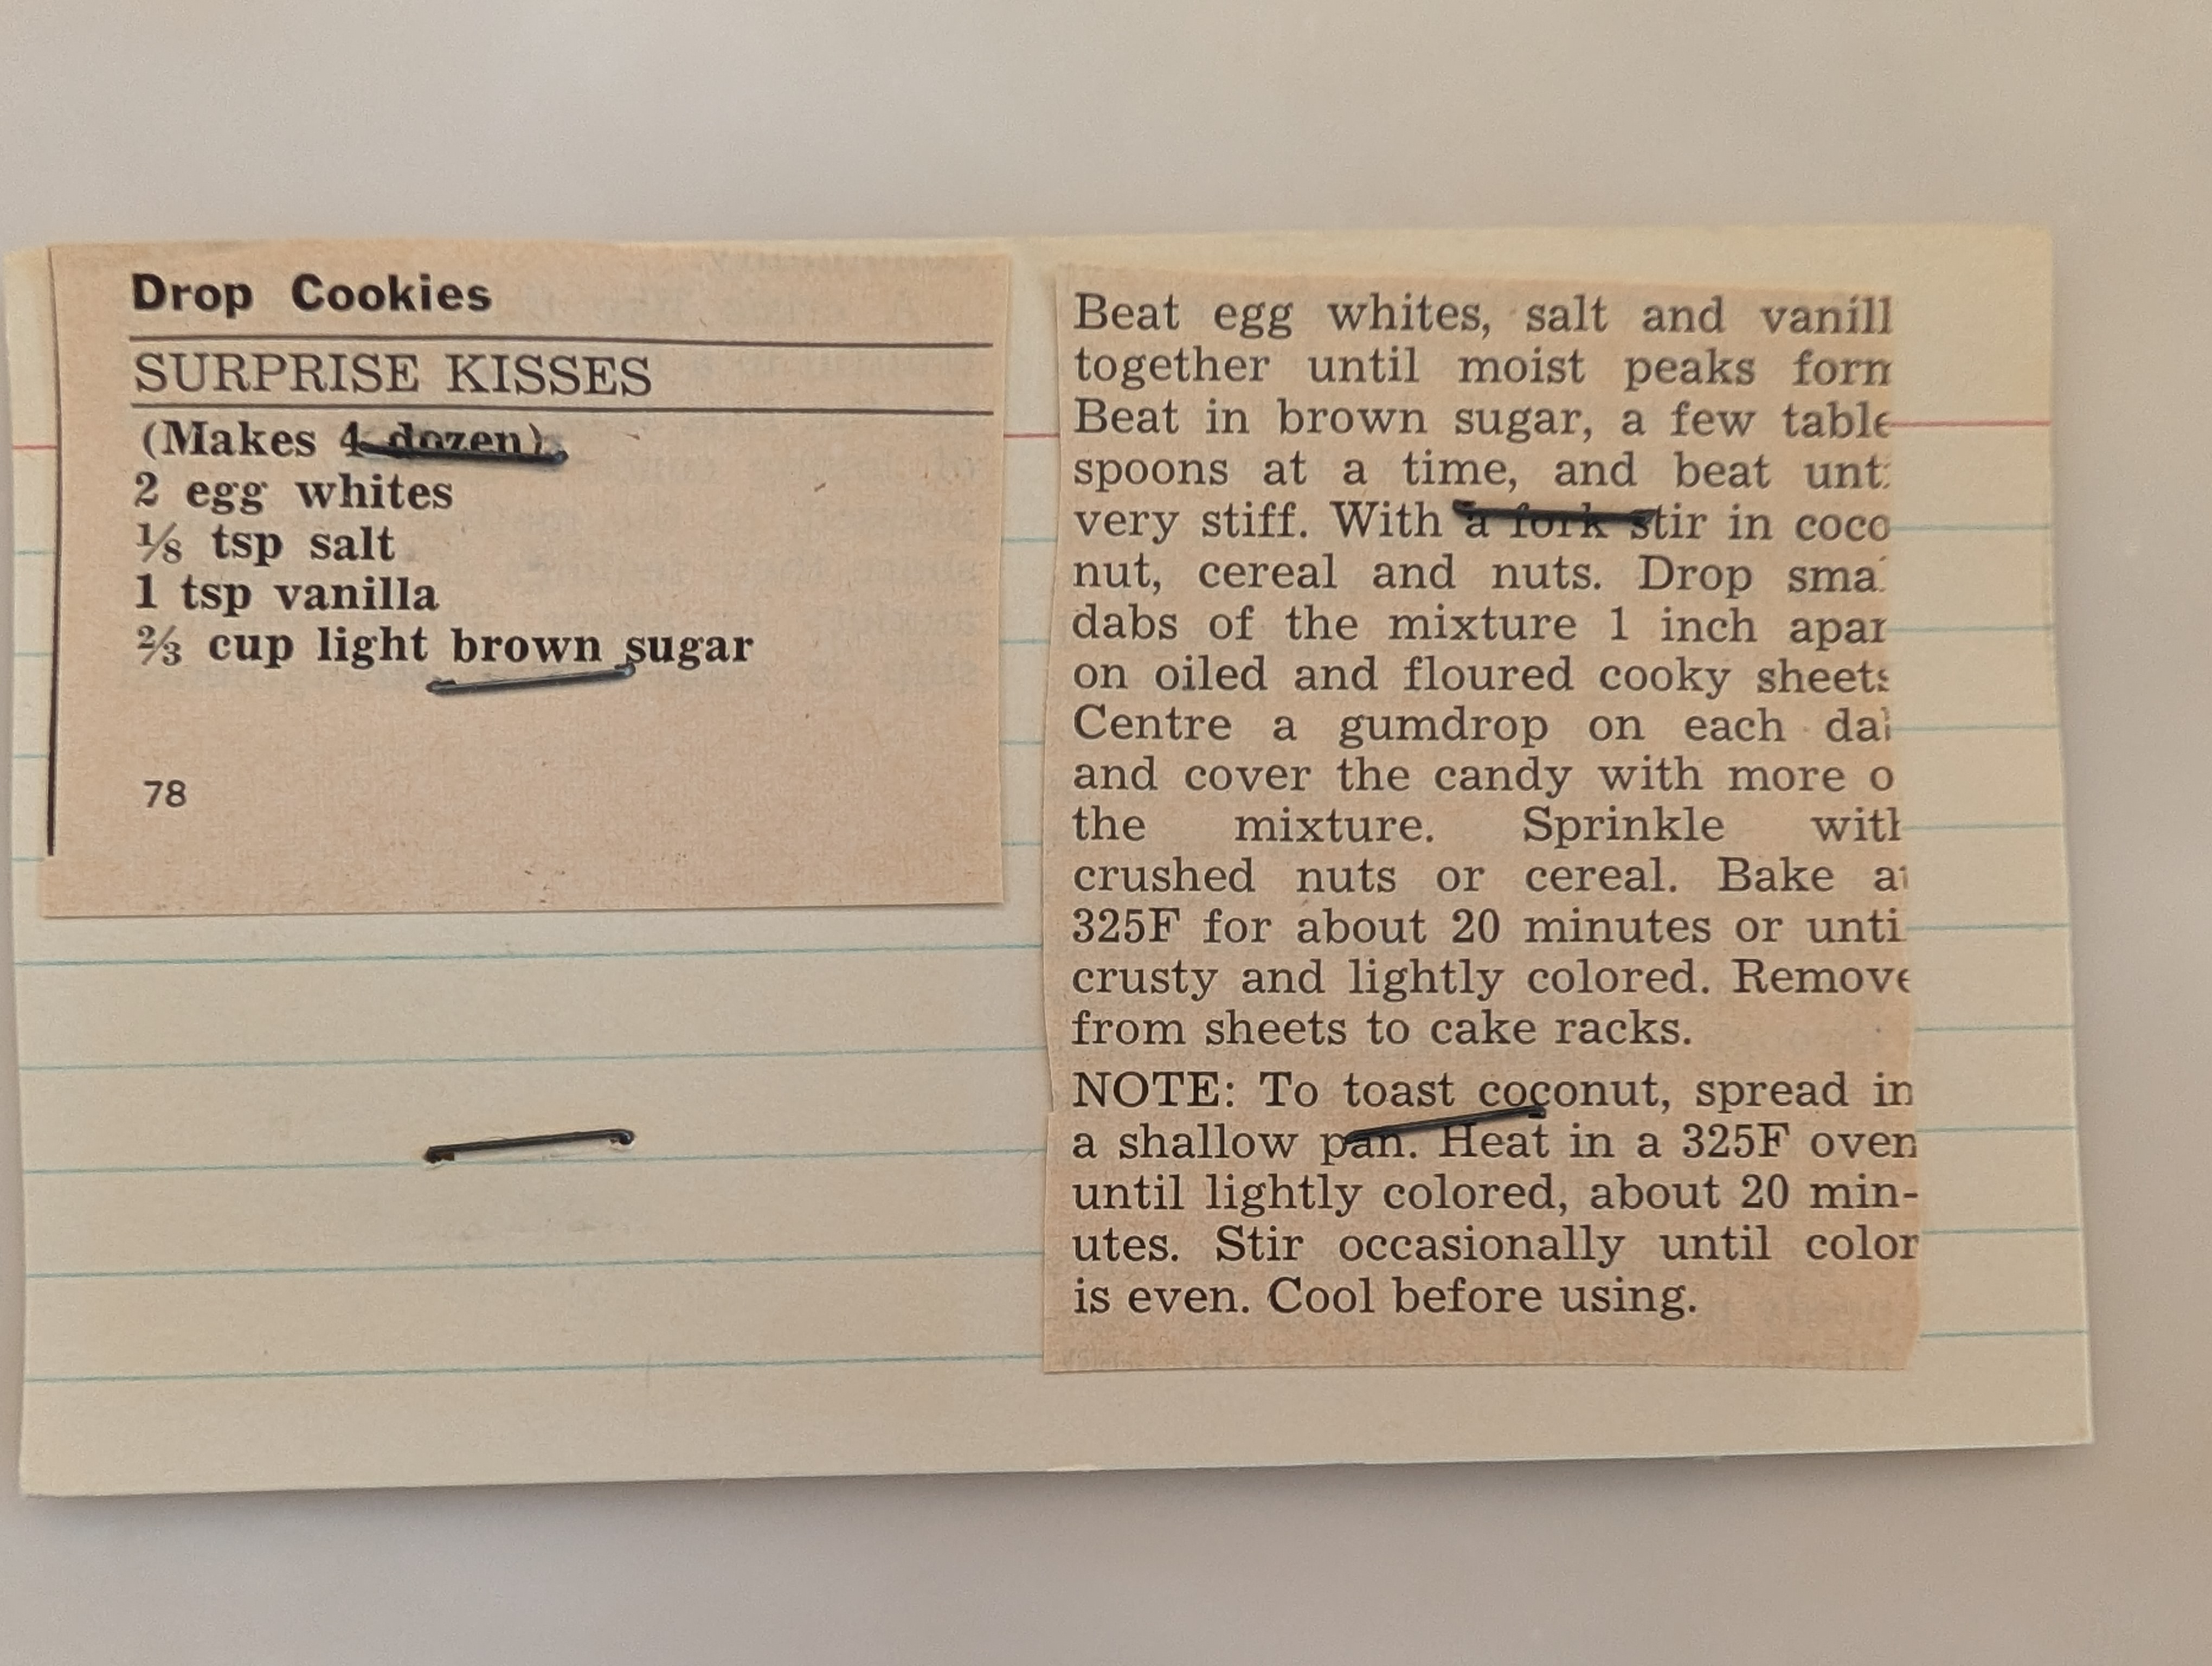 Drop Cookies
SURPRISE KISSES
(Makes 4 dozen)
2 egg whites
⅛ tsp salt
1 tsp vanilla
⅔ cup light brown sugar
78
Beat egg whites, salt and vanill
together until moist peaks form
Beat in brown sugar, a few table
spoons at a time, and beat unti
very stiff. With a fork stir in coco
nut, cereal and nuts. Drop smal
dabs of the mixture 1 inch apar
on oiled and floured cooky sheets
Centre a gumdrop on each dab
and cover the candy with more o
the mixture. Sprinkle with
crushed nuts or cereal. Bake at
325F for about 20 minutes or unti
crusty and lightly colored. Remove
from sheets to cake racks.
NOTE: To toast coconut, spread in
a shallow pan. Heat in a 325F oven
until lightly colored, about 20 min-
utes. Stir occasionally until color
is even. Cool before using.